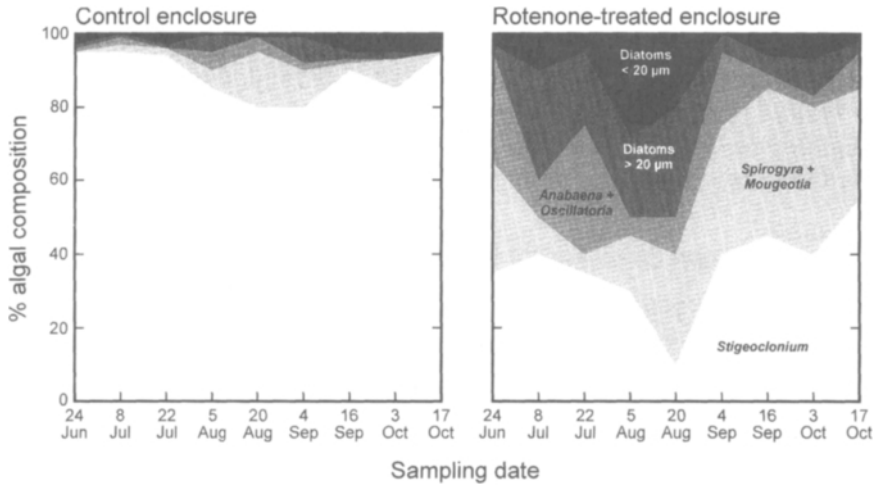 Control enclosure
Rotenone-treated enclosure
% algal composition
100
80
60
40
20
0
Diatoms
< 20 µm
Diatoms
> 20 µm
Anabaena +
Oscillatoria
Spirogyra +
Mougeotia
Stigeoclonium
24 8 22 5 20 4 16 3 17
Jun Jul Jul Aug Aug Sep Sep Oct Oct
24 8 22 5 20 4 16 3 17
Jun Jul Jul Aug Aug Sep Sep Oct Oct
Sampling date